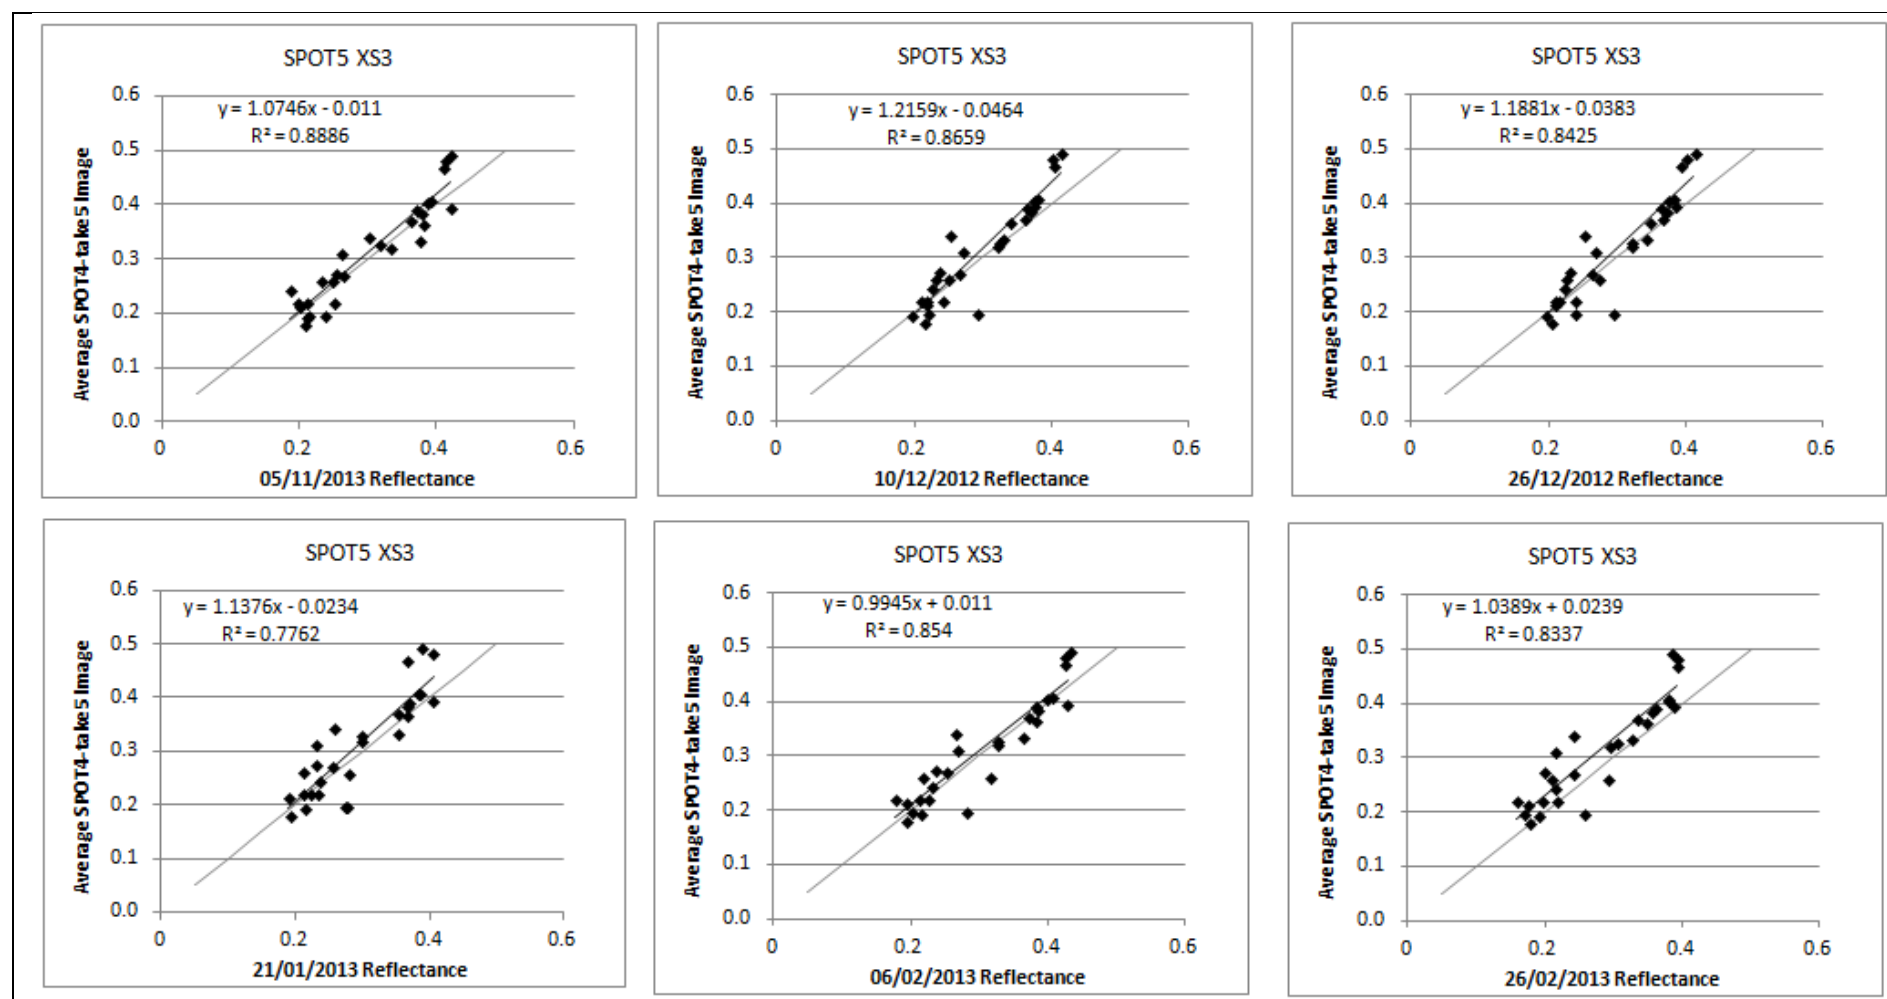 SPOT5 XS3
y = 1.0746x - 0.011
R² = 0.8886
0.6
0.5
0.4
0.3
0.2
0.1
0.0
0 0.2 0.4 0.6
Average SPOT4-take5 Image
05/11/2013 Reflectance
SPOT5 XS3
y = 1.2159x - 0.0464
R² = 0.8659
0.6
0.5
0.4
0.3
0.2
0.1
0.0
0 0.2 0.4 0.6
Average SPOT4-take5 Image
10/12/2012 Reflectance
SPOT5 XS3
y = 1.1881x - 0.0383
R² = 0.8425
0.6
0.5
0.4
0.3
0.2
0.1
0.0
0 0.2 0.4 0.6
Average SPOT4-take5 Image
26/12/2012 Reflectance
SPOT5 XS3
y = 1.1376x - 0.0234
R² = 0.7762
0.6
0.5
0.4
0.3
0.2
0.1
0.0
0 0.2 0.4 0.6
Average SPOT4-take5 Image
21/01/2013 Reflectance
SPOT5 XS3
y = 0.9945x + 0.011
R² = 0.854
0.6
0.5
0.4
0.3
0.2
0.1
0.0
0 0.2 0.4 0.6
Average SPOT4-take5 Image
06/02/2013 Reflectance
SPOT5 XS3
y = 1.0389x + 0.0239
R² = 0.8337
0.6
0.5
0.4
0.3
0.2
0.1
0.0
0 0.2 0.4 0.6
Average SPOT4-take5 Image
26/02/2013 Reflectance